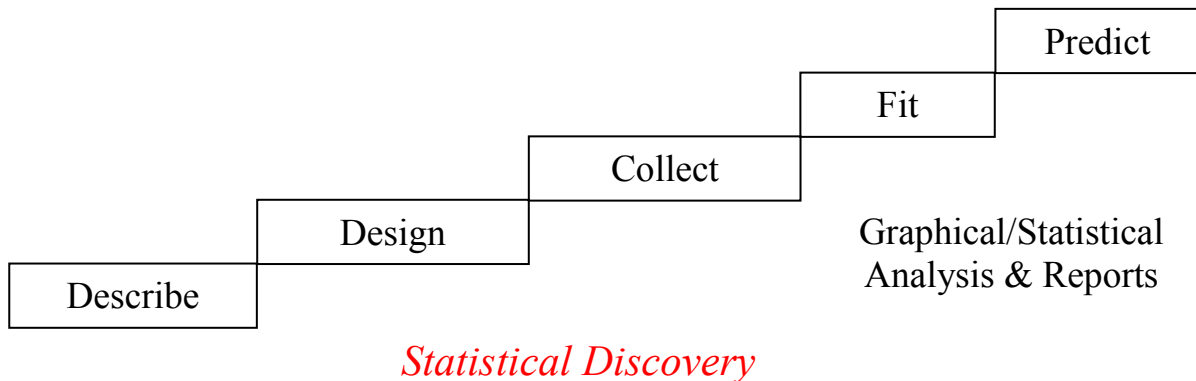 Predict
Fit
Collect
Design
Graphical/Statistical
Analysis & Reports
Describe
Statistical Discovery